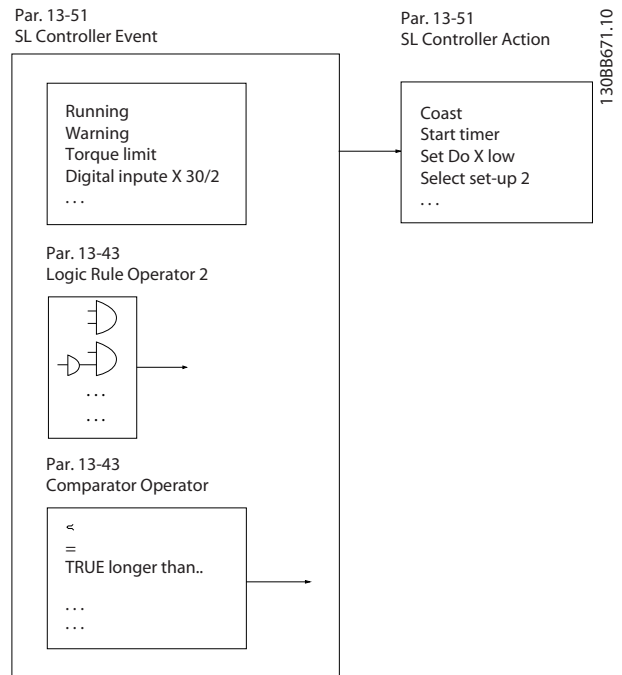 Par. 13-51
SL Controller Event
Par. 13-51
SL Controller Action
130BB671.10
Running
Warning
Torque limit
Digital inpute X 30/2
. . .
Coast
Start timer
Set Do X low
Select set-up 2
. . .
Par. 13-43
Logic Rule Operator 2
. . .
. . .
Par. 13-43
Comparator Operator
=
TRUE longer than..
. . .
. . .